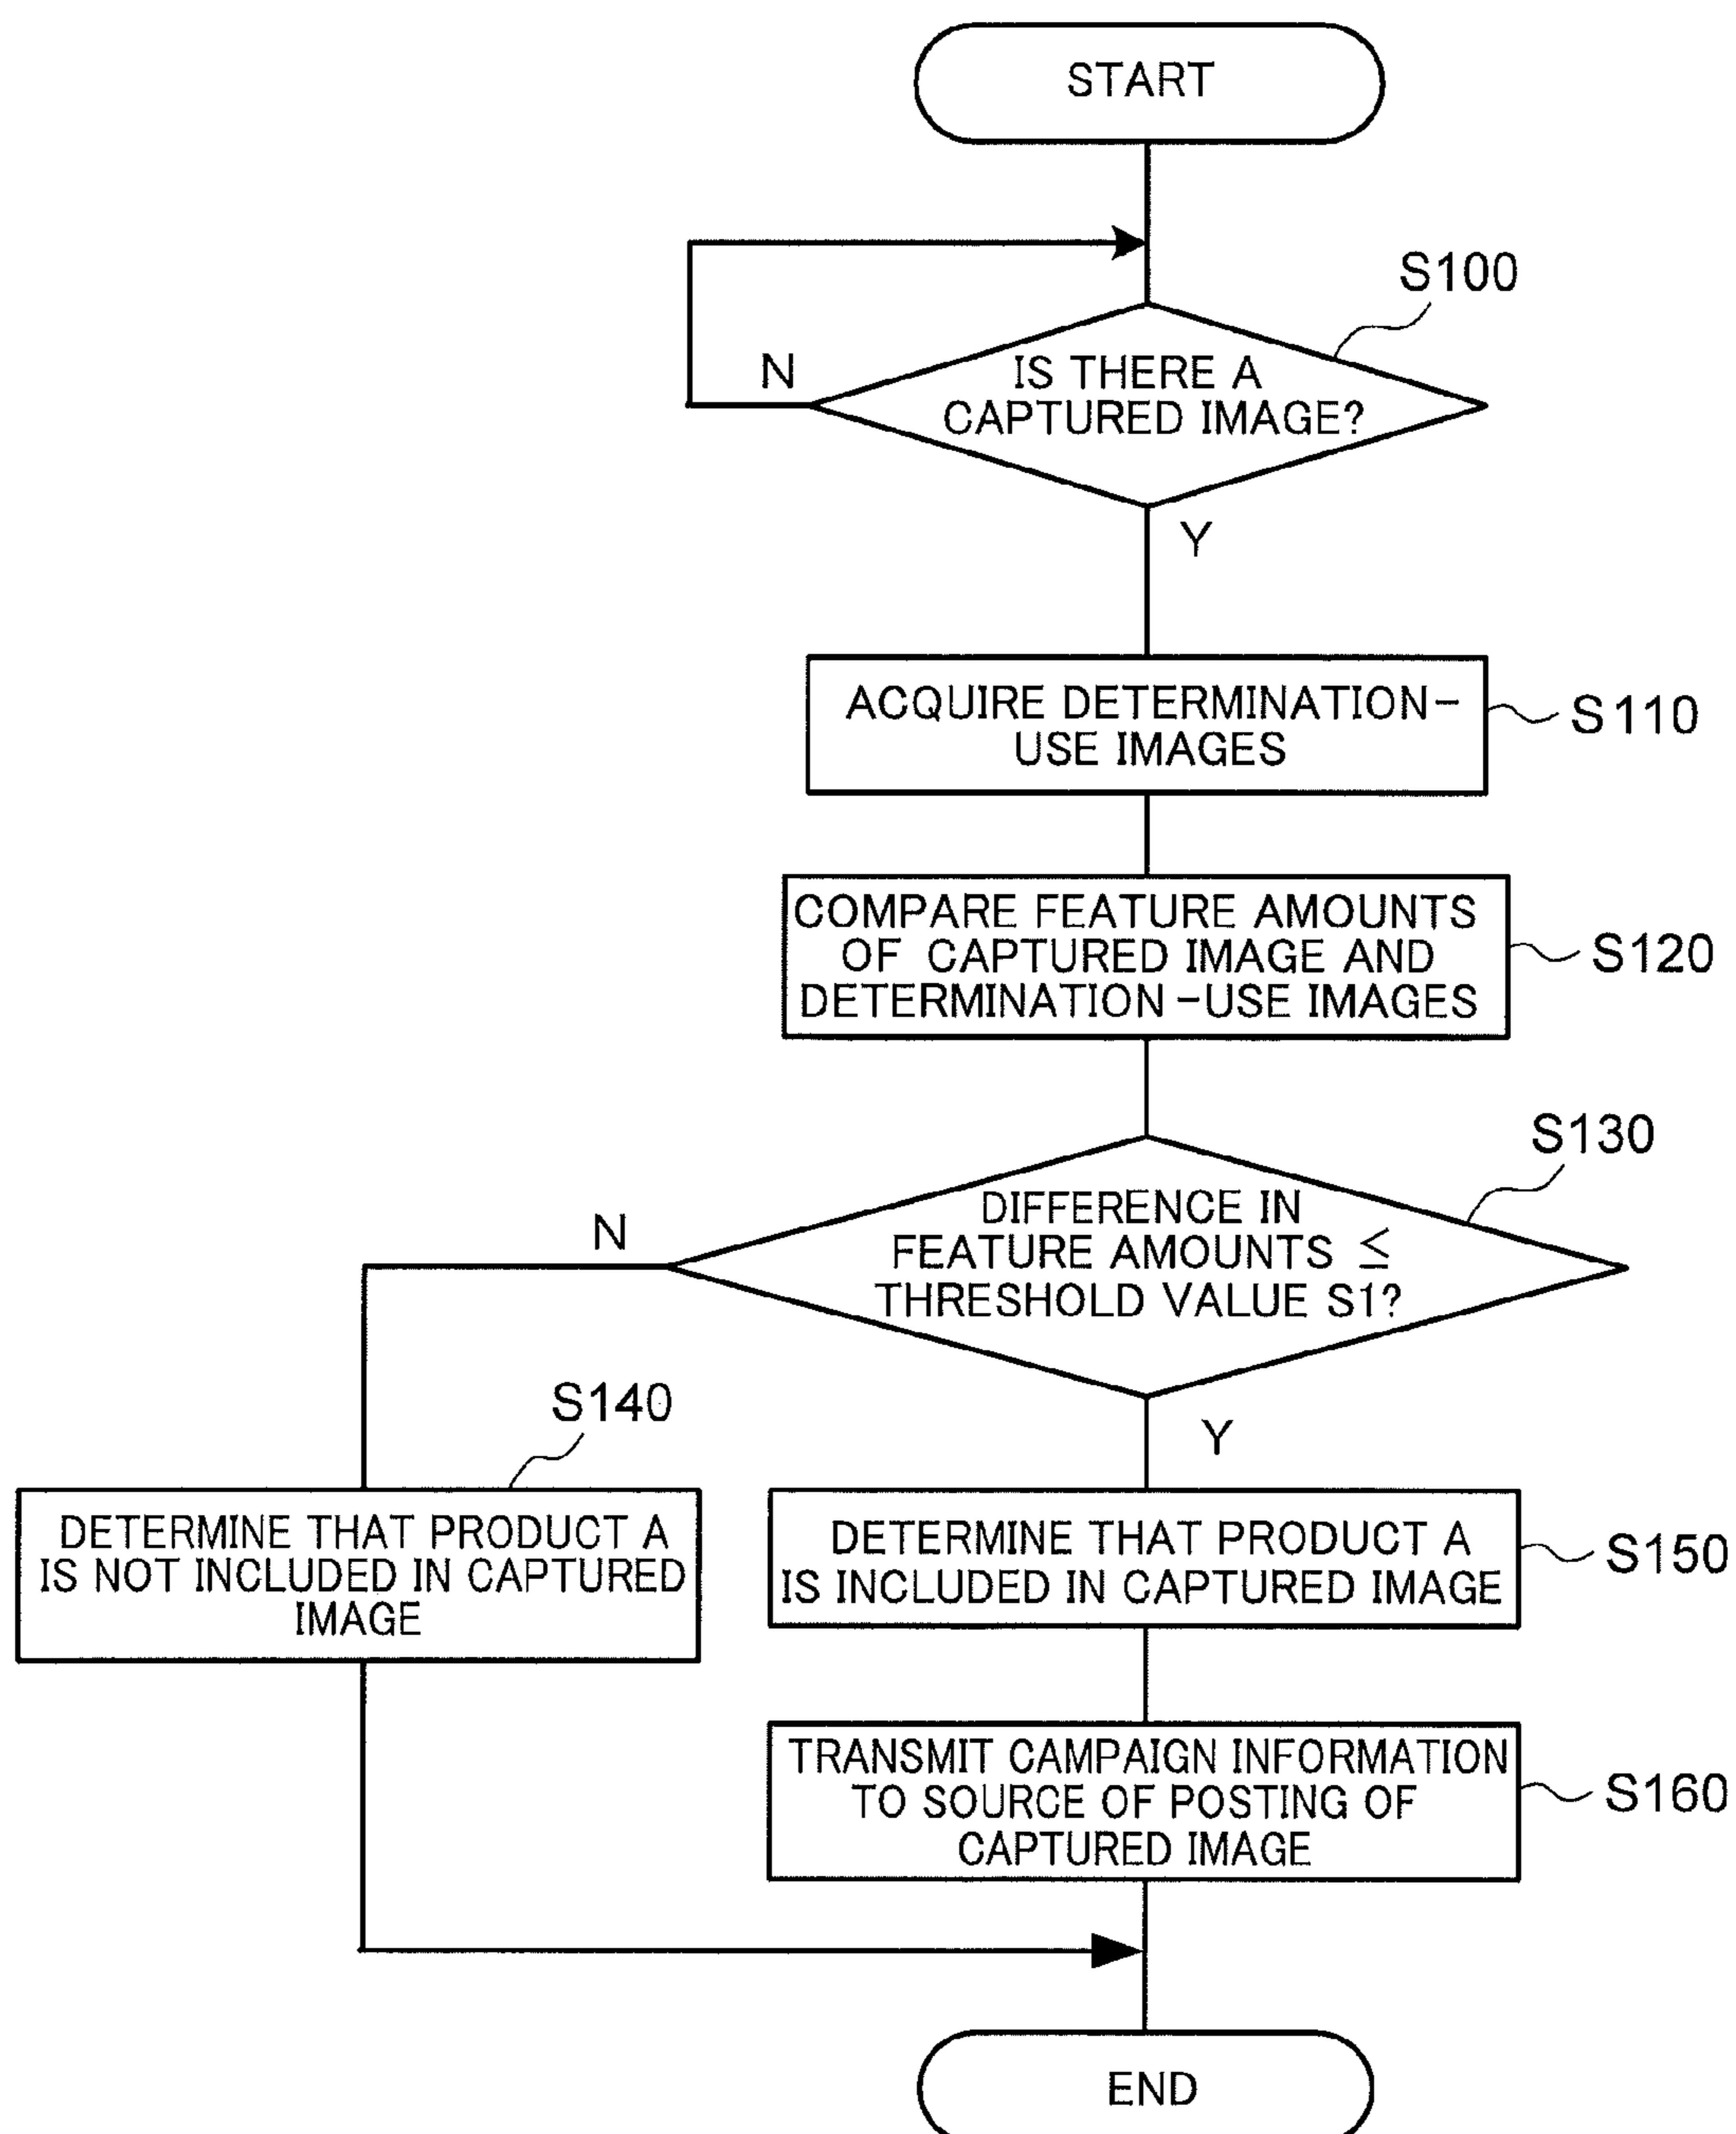 START
S100
N
IS THERE A
CAPTURED IMAGE?
Y
ACQUIRE DETERMINATION-
USE IMAGES
S110
COMPARE FEATURE AMOUNTS
OF CAPTURED IMAGE AND
DETERMINATION-USE IMAGES
S120
S130
N
DIFFERENCE IN
FEATURE AMOUNTS ≤
THRESHOLD VALUE S1?
Y
S140
DETERMINE THAT PRODUCT A
IS NOT INCLUDED IN CAPTURED
IMAGE
DETERMINE THAT PRODUCT A
IS INCLUDED IN CAPTURED IMAGE
S150
TRANSMIT CAMPAIGN INFORMATION
TO SOURCE OF POSTING OF
CAPTURED IMAGE
S160
END